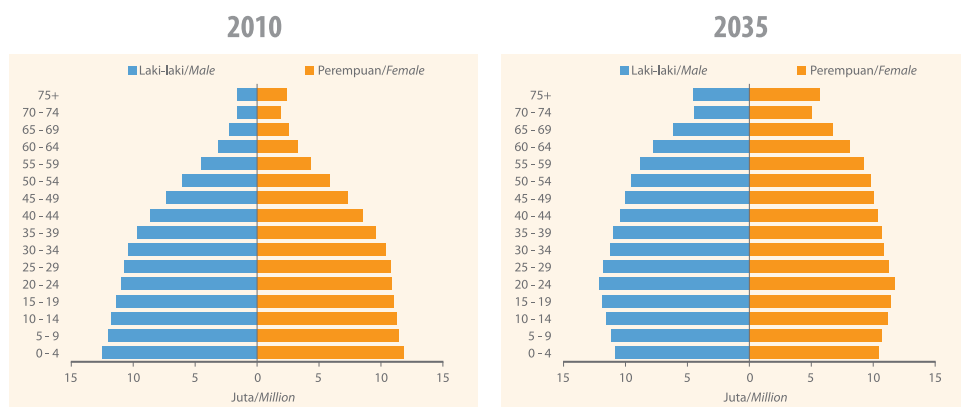 2010
Laki-laki/Male Perempuan/Female
75+
70 – 74
65 – 69
60 – 64
55 – 59
50 – 54
45 – 49
40 – 44
35 – 39
30 – 34
25 – 29
20 – 24
15 – 19
10 – 14
5 – 9
0 – 4
15 10 5 0 5 10 15
Juta/Million
2035
Laki-laki/Male Perempuan/Female
75+
70 – 74
65 – 69
60 – 64
55 – 59
50 – 54
45 – 49
40 – 44
35 – 39
30 – 34
25 – 29
20 – 24
15 – 19
10 – 14
5 – 9
0 – 4
15 10 5 0 5 10 15
Juta/Million